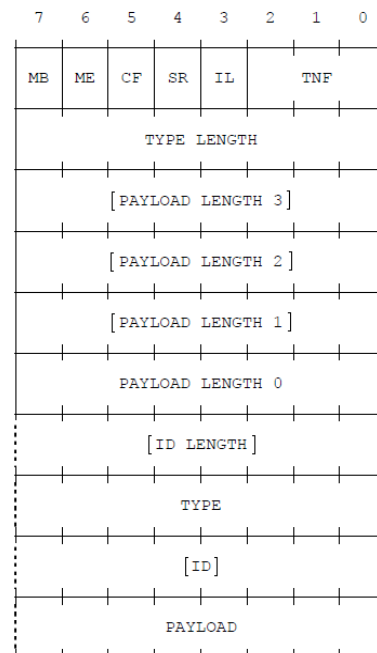 7 6 5 4 3 2 1 0
MB ME CF SR IL TNF
TYPE LENGTH
[PAYLOAD LENGTH 3]
[PAYLOAD LENGTH 2]
[PAYLOAD LENGTH 1]
PAYLOAD LENGTH 0
[ID LENGTH]
TYPE
[ID]
PAYLOAD